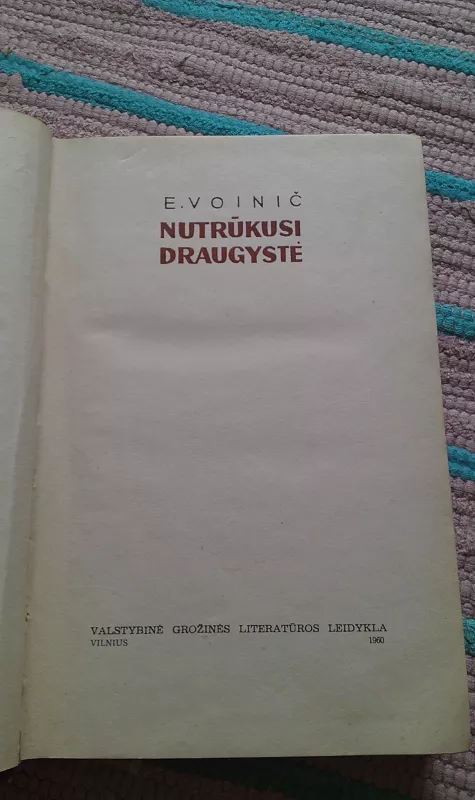 E. VOINIČ
NUTRŪKUSI
DRAUGYSTĖ
VALSTYBINĖ GROŽINĖS LITERATŪROS LEIDYKLA
VILNIUS 1960